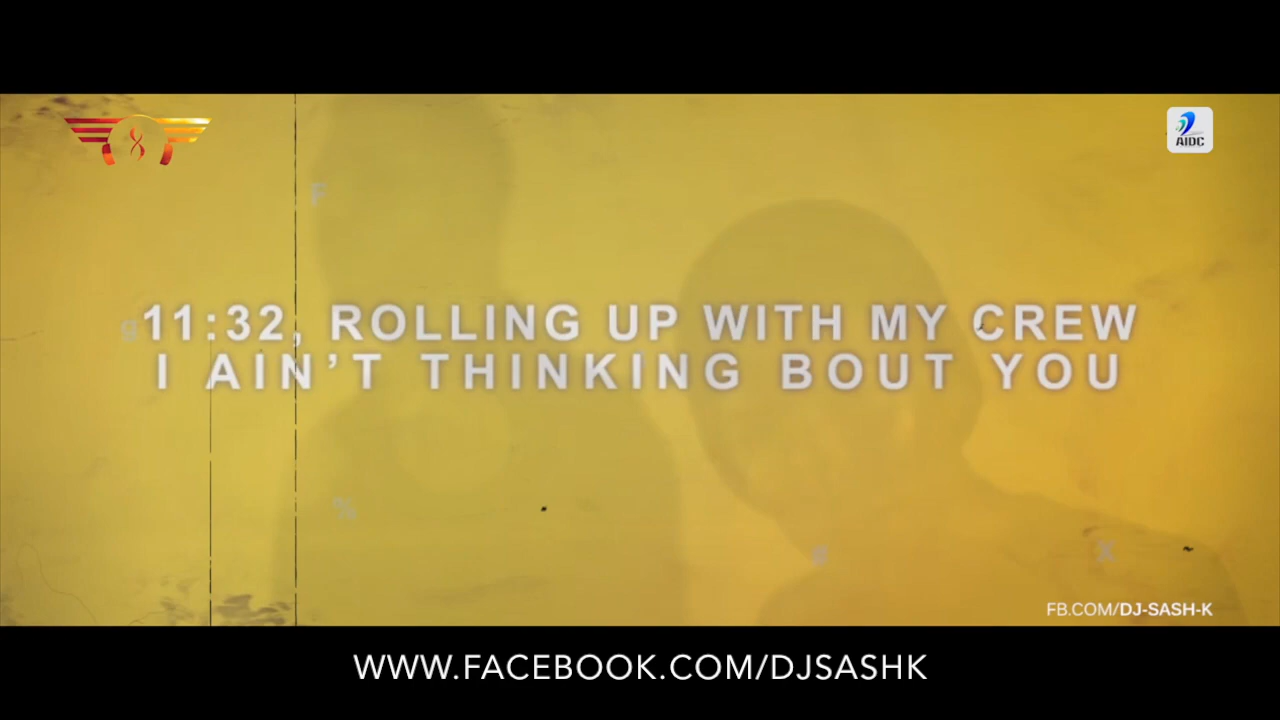 AIDC
11:32, ROLLING UP WITH MY CREW
I AIN’T THINKING BOUT YOU
FB.COM/DJ-SASH-K
WWW.FACEBOOK.COM/DJSASHK